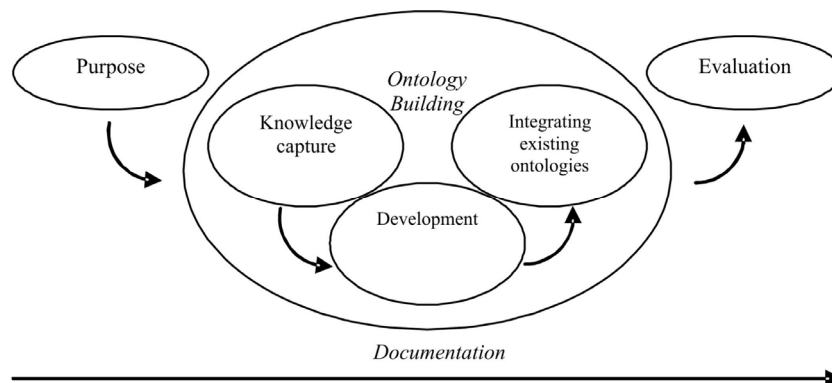 Purpose
Ontology
Building
Evaluation
Knowledge
capture
Integrating
existing
ontologies
Development
Documentation